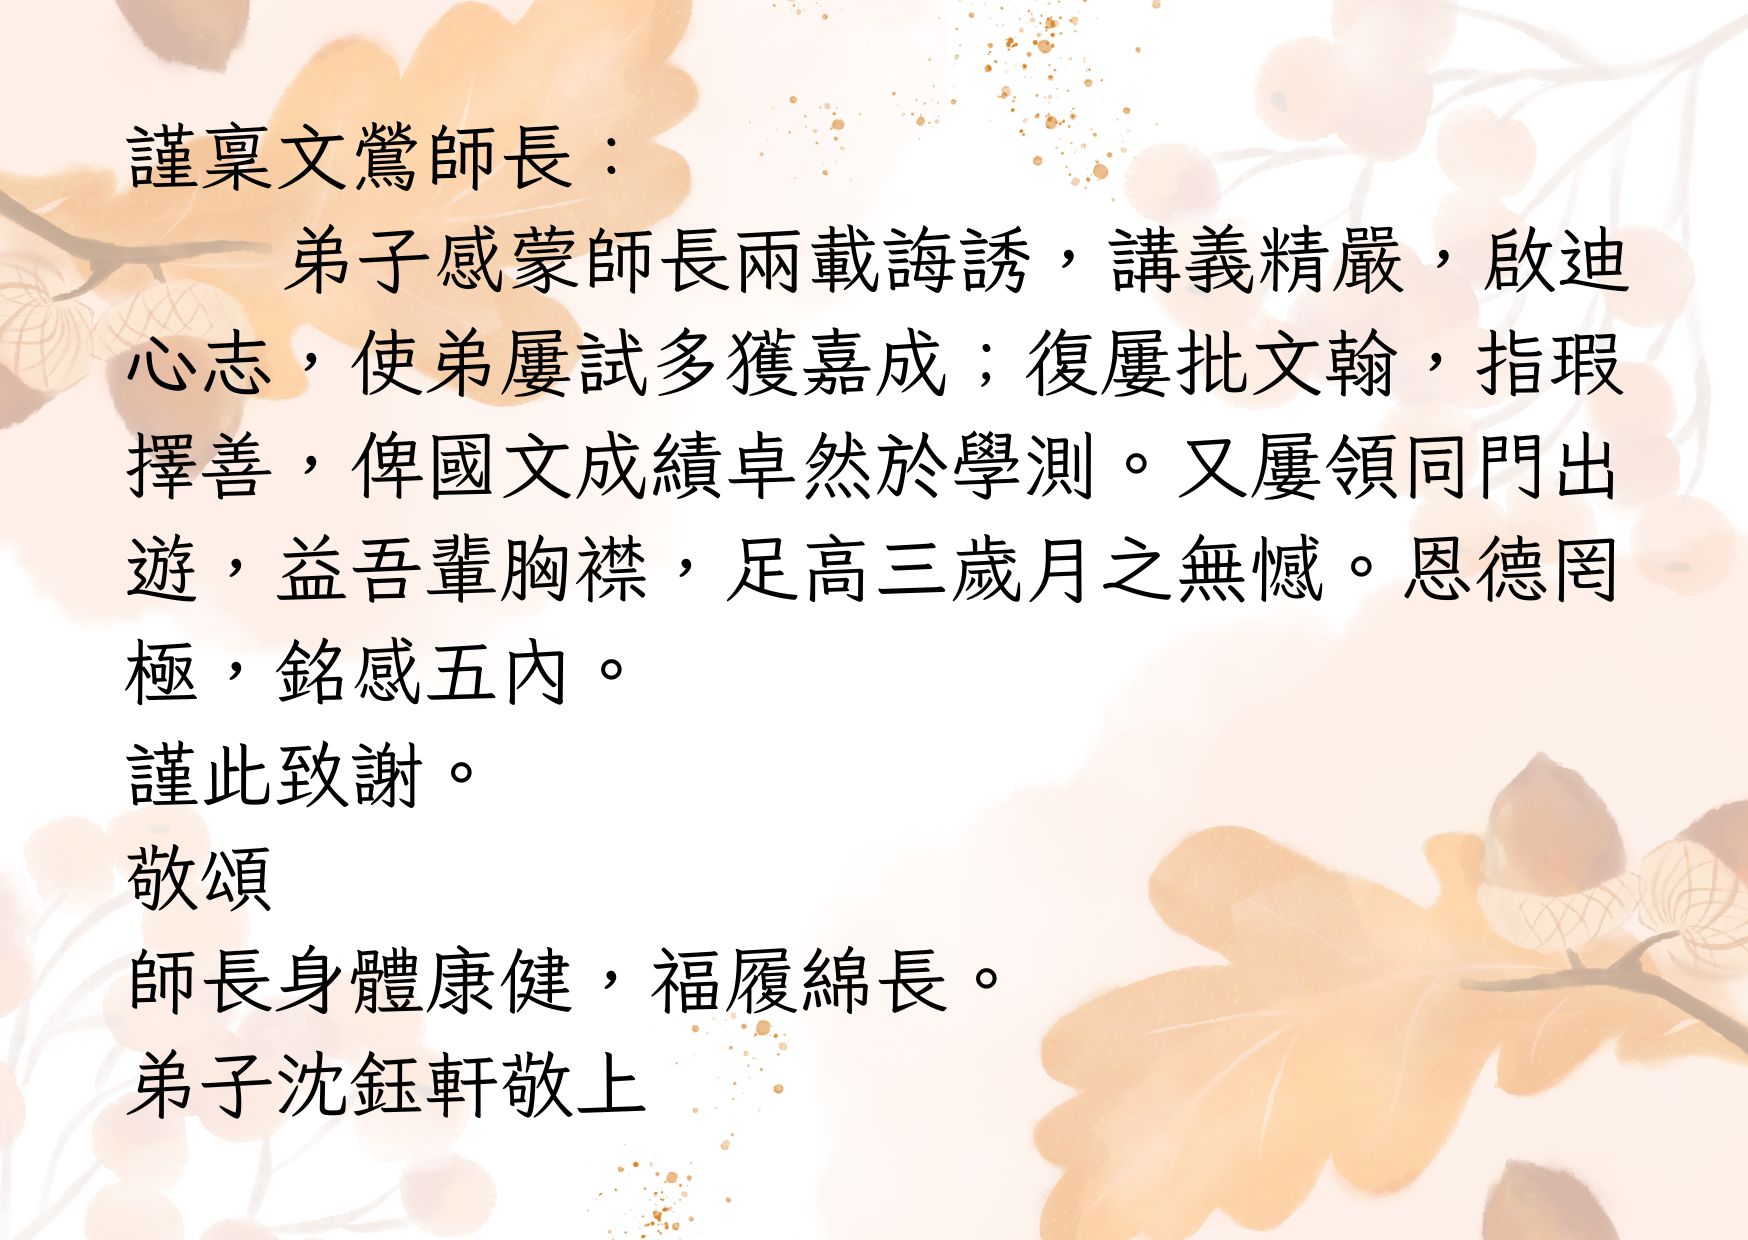 謹稟文鶯師長：
弟子感蒙師長兩載誨誘，講義精嚴，啟迪
心志，使弟屢試多獲嘉成；復屢批文翰，指瑕
擇善，俾國文成績卓然於學測。又屢領同門出
遊，益吾輩胸襟，足高三歲月之無憾。恩德罔
極，銘感五內。
謹此致謝。
敬頌
師長身體康健，福履綿長。
弟子沈鈺軒敬上